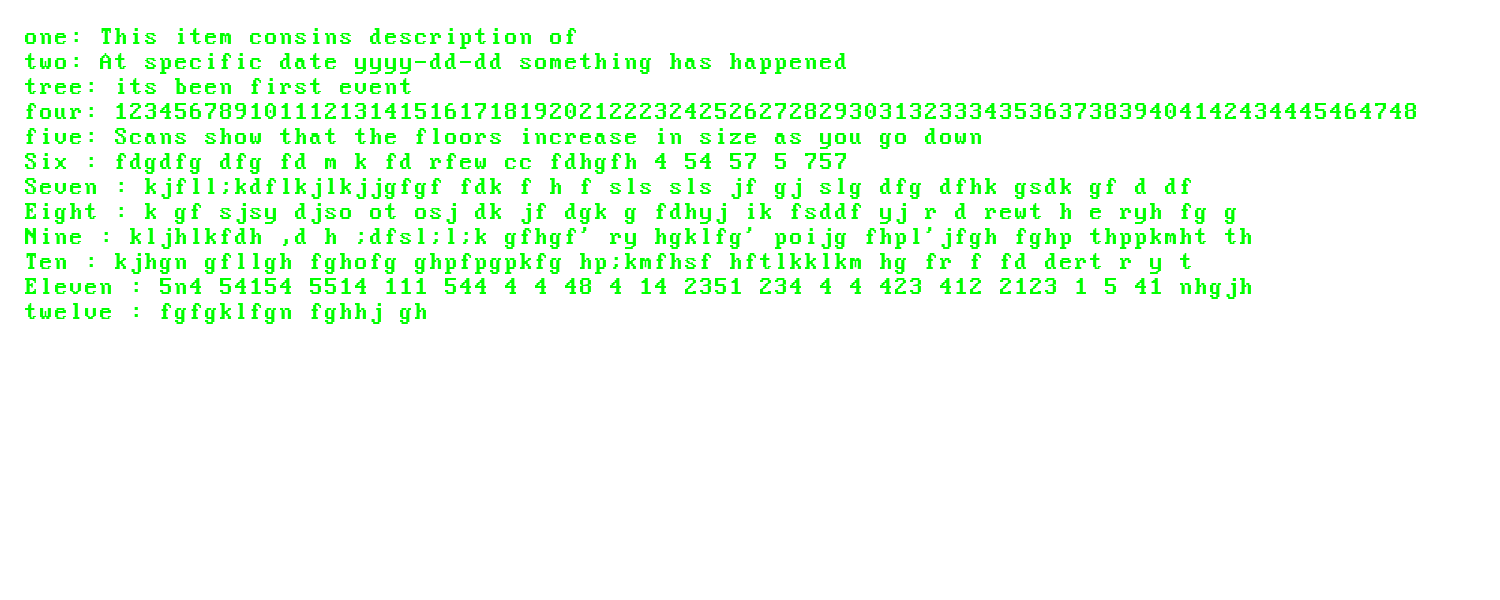 one: This item consins description of
two: At specific date yyyy-dd-dd something has happened
tree: its been first event
four: 123456789101112131415161718192021222324252627282930313233343536373839404142434445464748
five: Scans show that the floors increase in size as you go down
Six : fdgdfg dfg fd m k fd rfew cc fdhgfh 4 54 57 5 757
Seven : kjfll;kdflkjlkjjgfgf fdk f h f sls sls jf gj slg dfg dfhk gsdk gf d df
Eight : k gf sjsy djso ot osj dk jf dgk g fdhyj ik fsddf yj r d rewt h e ryh fg g
Nine : kljhlkfdh ,d h ;dfsl;l;k gfhgf' ry hgklfg' poijg fhpl'jfgh fghp thppkmht th
Ten : kjhgn gfllgh fghofg ghpfpgpkfg hp;kmfhsf hftlkklkm hg fr f fd dert r y t
Eleven : 5n4 54154 5514 111 544 4 4 48 4 14 2351 234 4 4 423 412 2123 1 5 41 nhgjh
twelve : fgfgklfgn fghhj gh